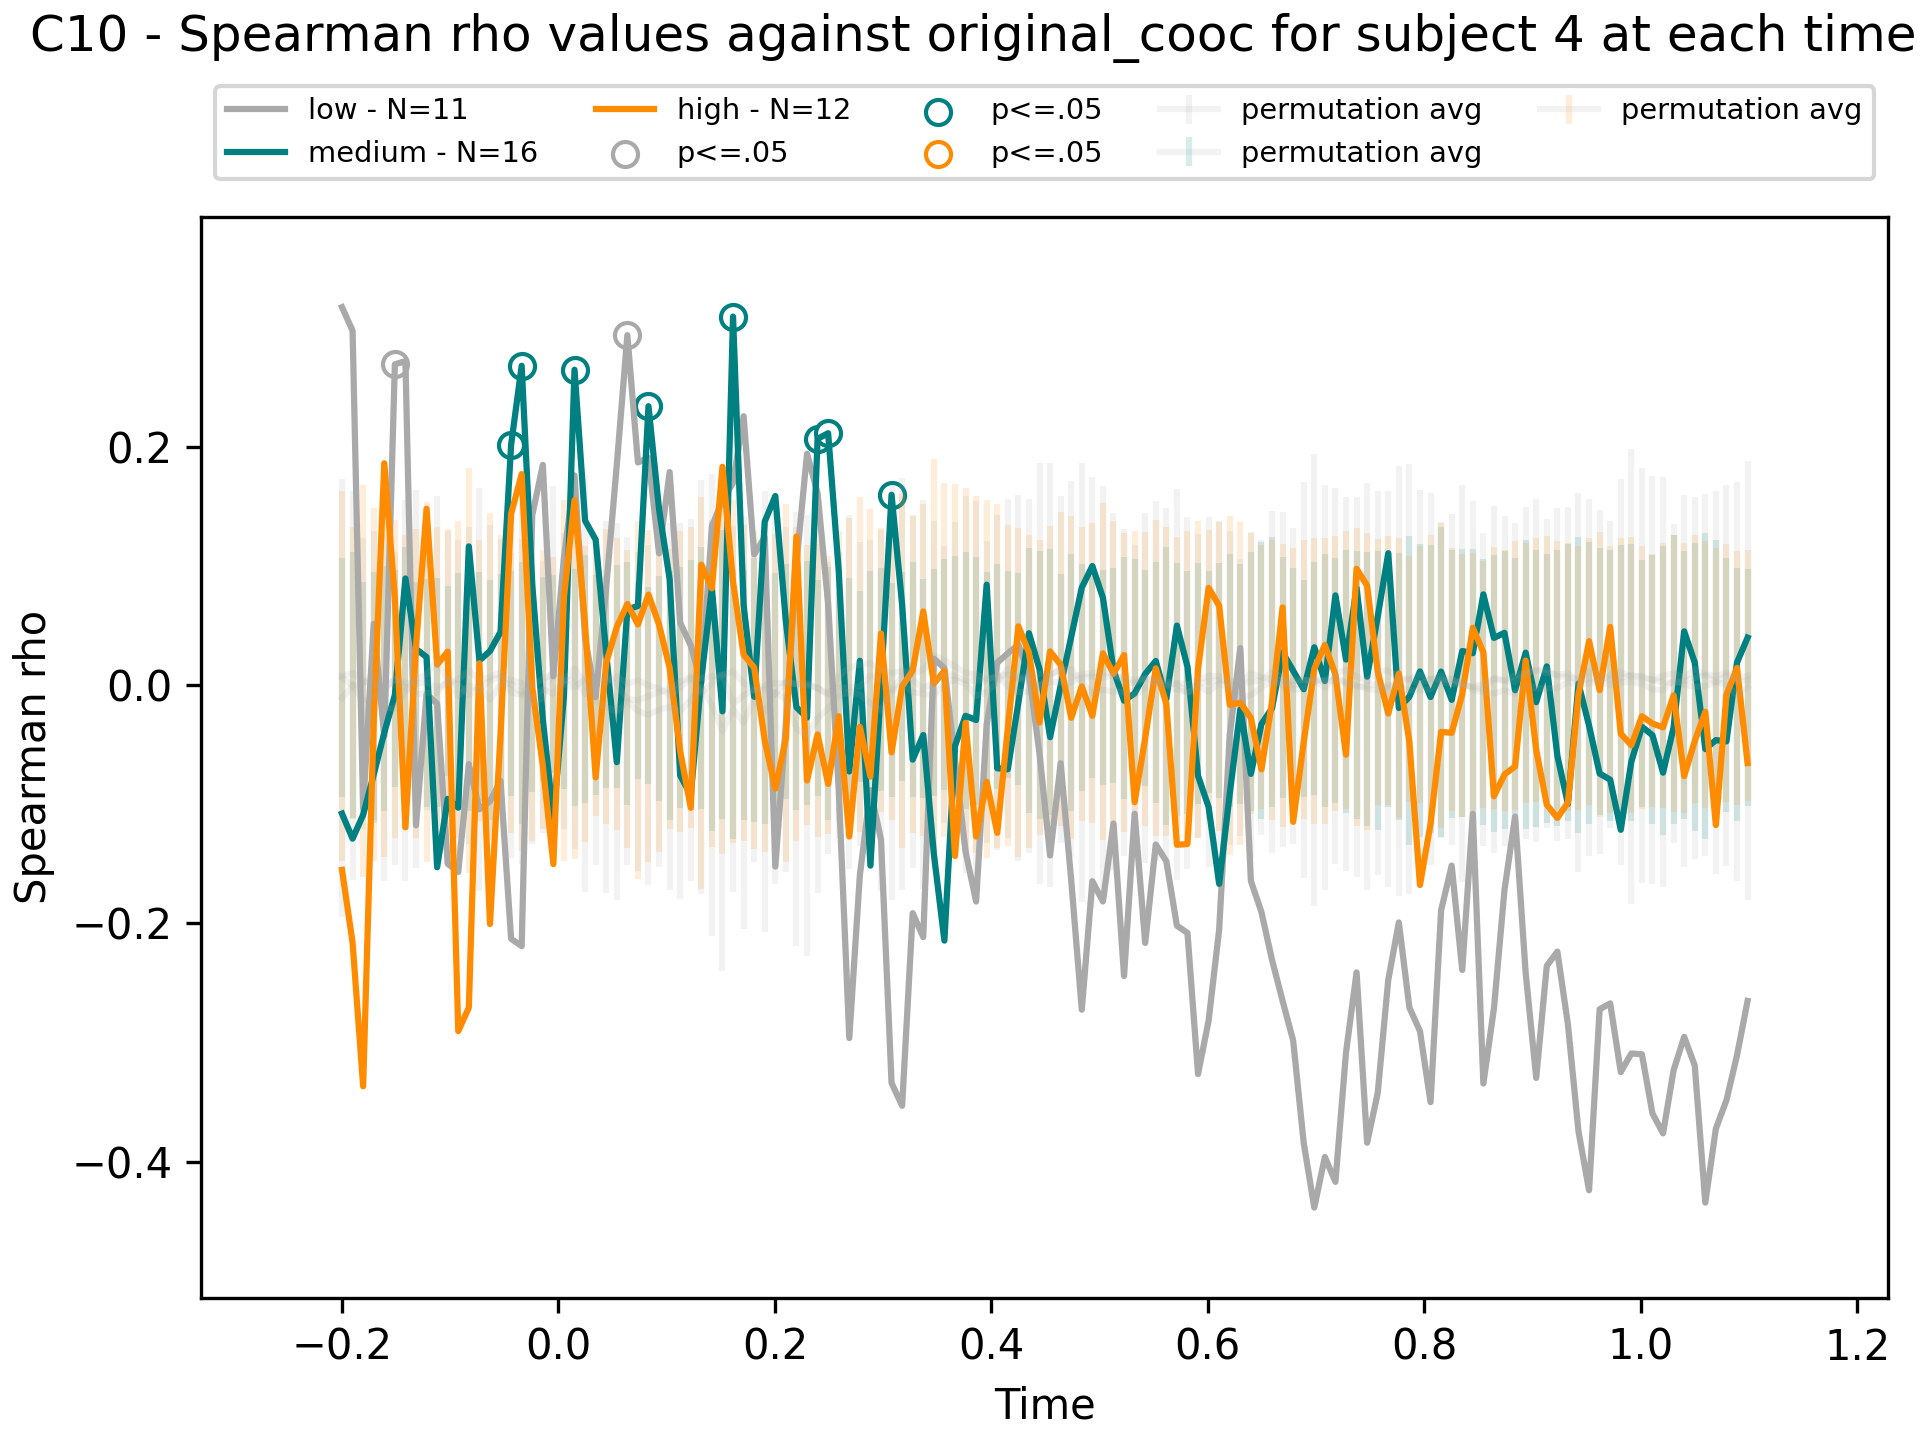 C10 - Spearman rho values against original_cooc for subject 4 at each time
low - N=11
medium - N=16
high - N=12
p<=.05
p<=.05
p<=.05
permutation avg
permutation avg
permutation avg
Spearman rho
0.2
0.0
−0.2
−0.4
−0.2
0.0
0.2
0.4
0.6
0.8
1.0
1.2
Time